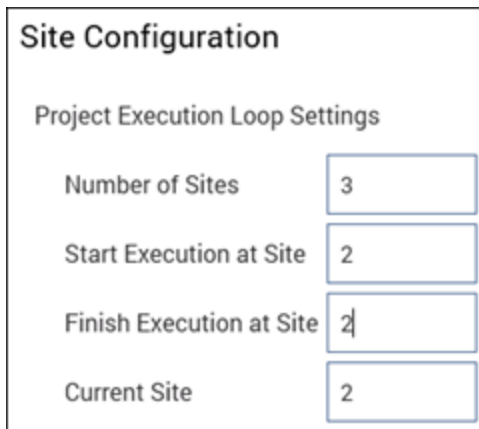 Site Configuration
Project Execution Loop Settings
Number of Sites 3
Start Execution at Site 2
Finish Execution at Site 2
Current Site 2